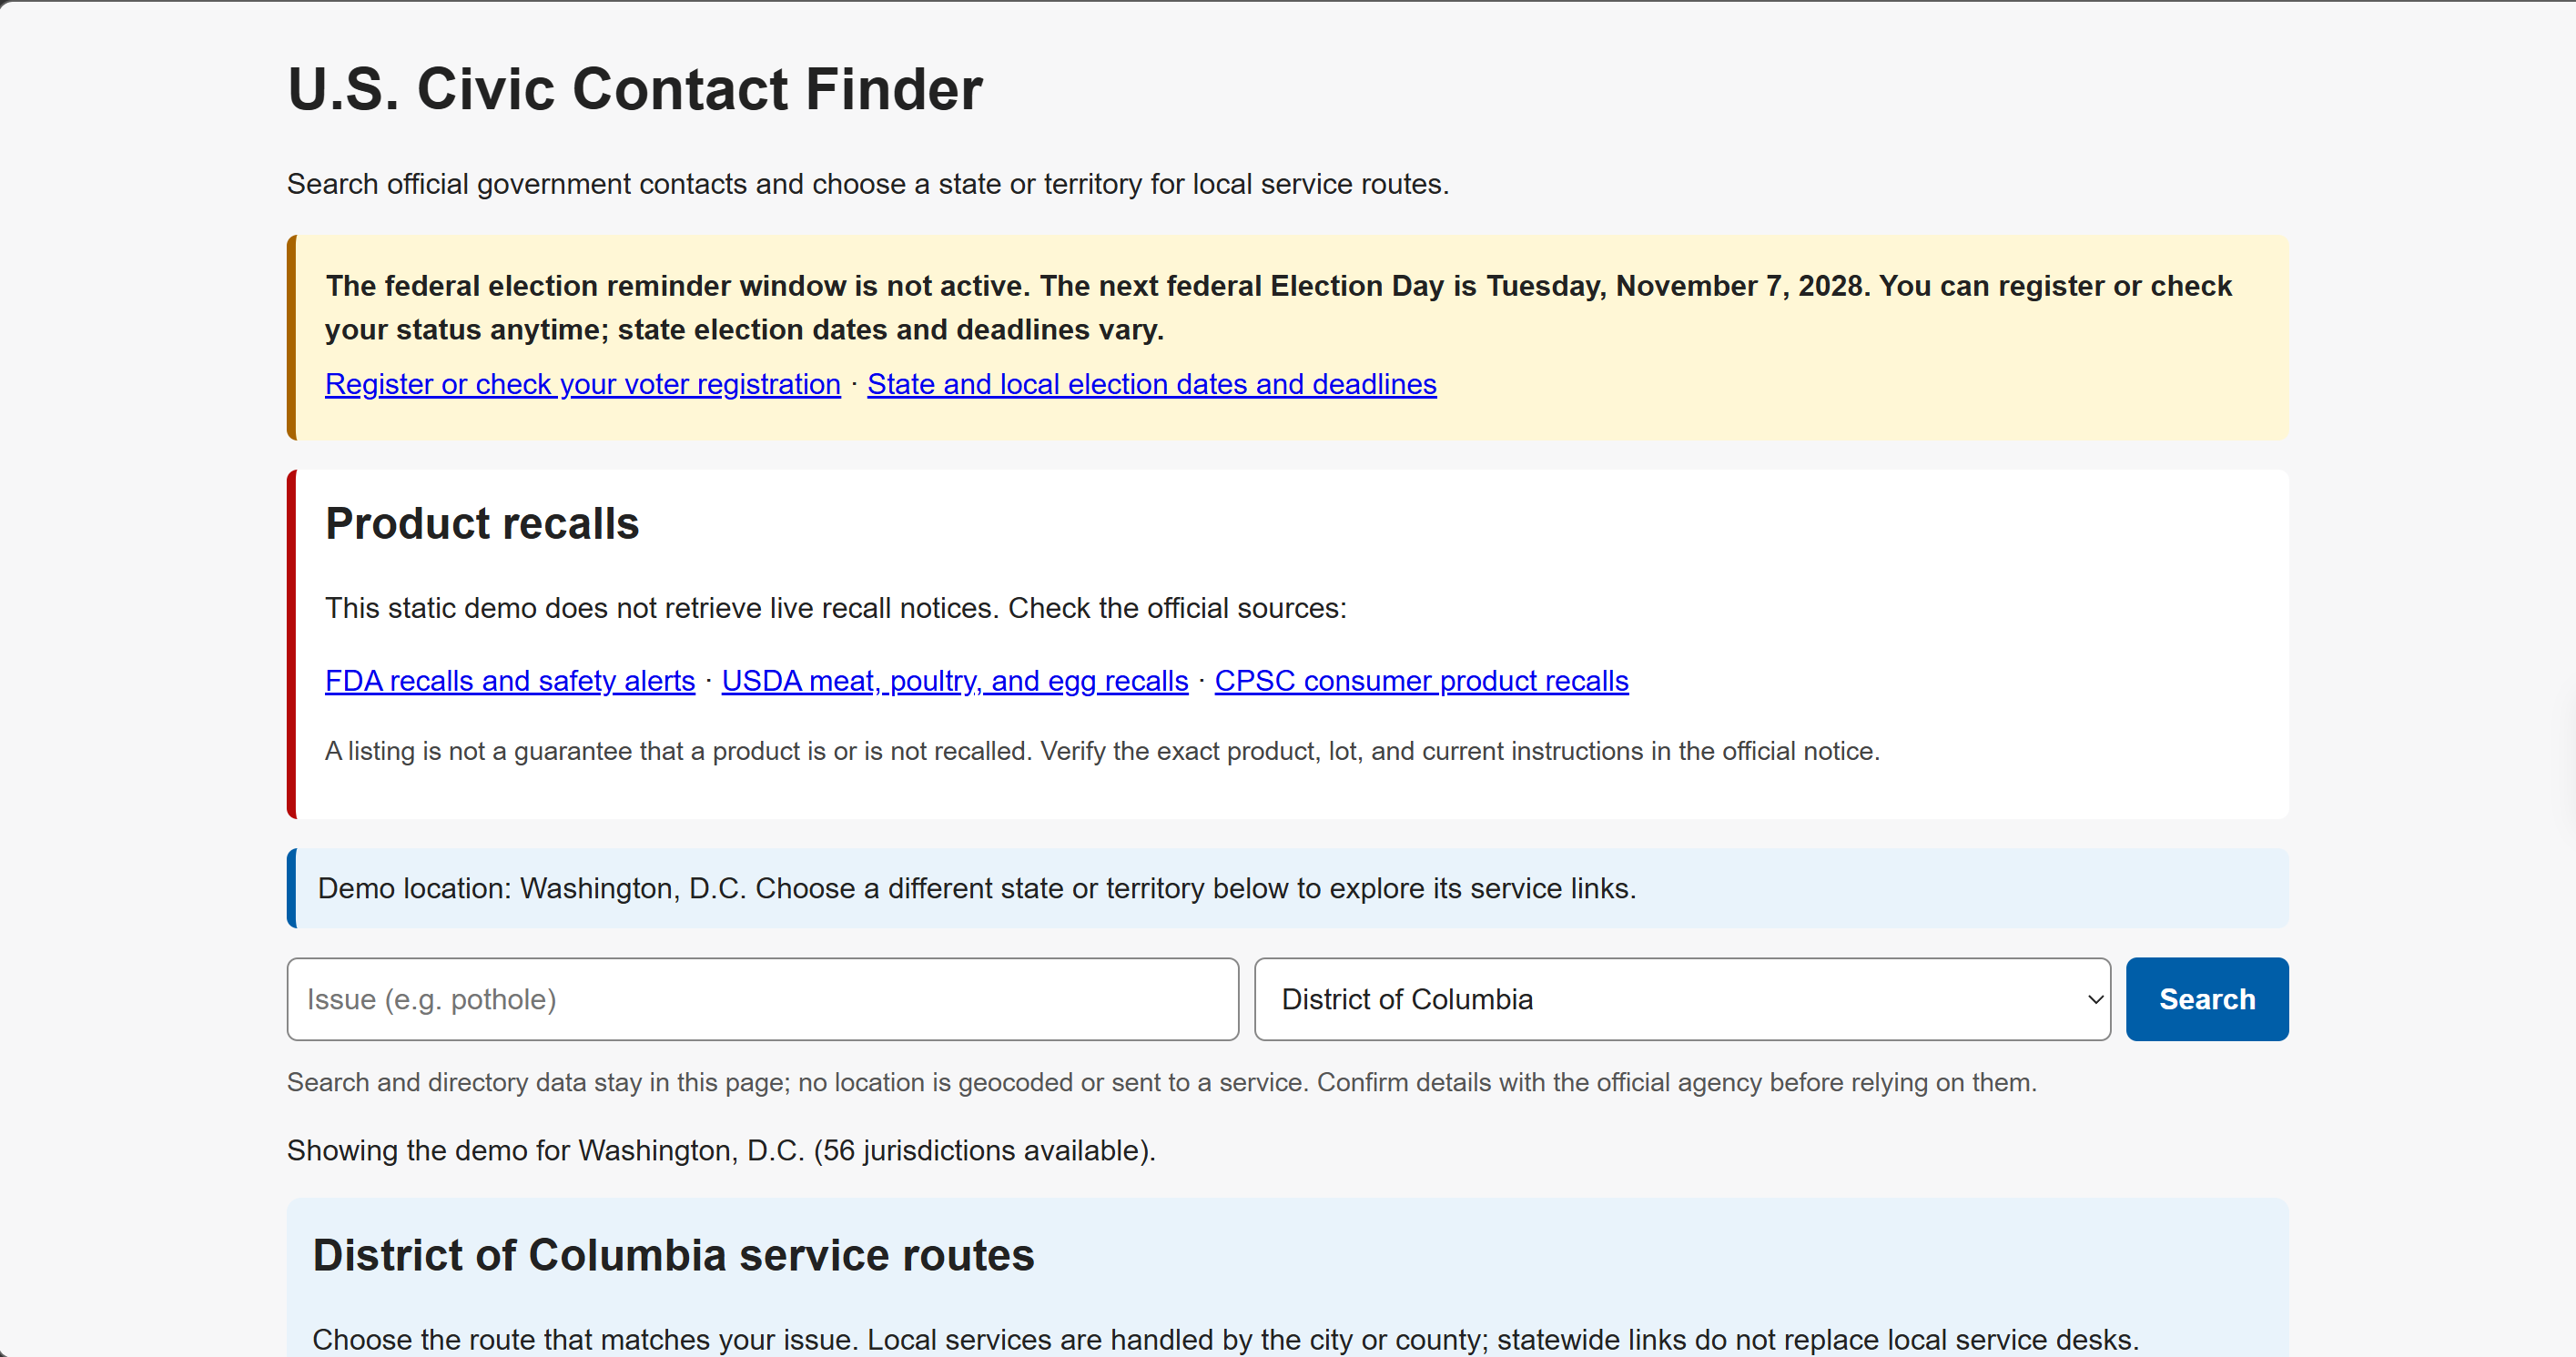 U.S. Civic Contact Finder
Search official government contacts and choose a state or territory for local service routes.
The federal election reminder window is not active. The next federal Election Day is Tuesday, November 7, 2028. You can register or check
your status anytime; state election dates and deadlines vary.
Register or check your voter registration · State and local election dates and deadlines
Product recalls
This static demo does not retrieve live recall notices. Check the official sources:
FDA recalls and safety alerts · USDA meat, poultry, and egg recalls · CPSC consumer product recalls
A listing is not a guarantee that a product is or is not recalled. Verify the exact product, lot, and current instructions in the official notice.
Demo location: Washington, D.C. Choose a different state or territory below to explore its service links.
Issue (e.g. pothole) District of Columbia Search
Search and directory data stay in this page; no location is geocoded or sent to a service. Confirm details with the official agency before relying on them.
Showing the demo for Washington, D.C. (56 jurisdictions available).
District of Columbia service routes
Choose the route that matches your issue. Local services are handled by the city or county; statewide links do not replace local service desks.